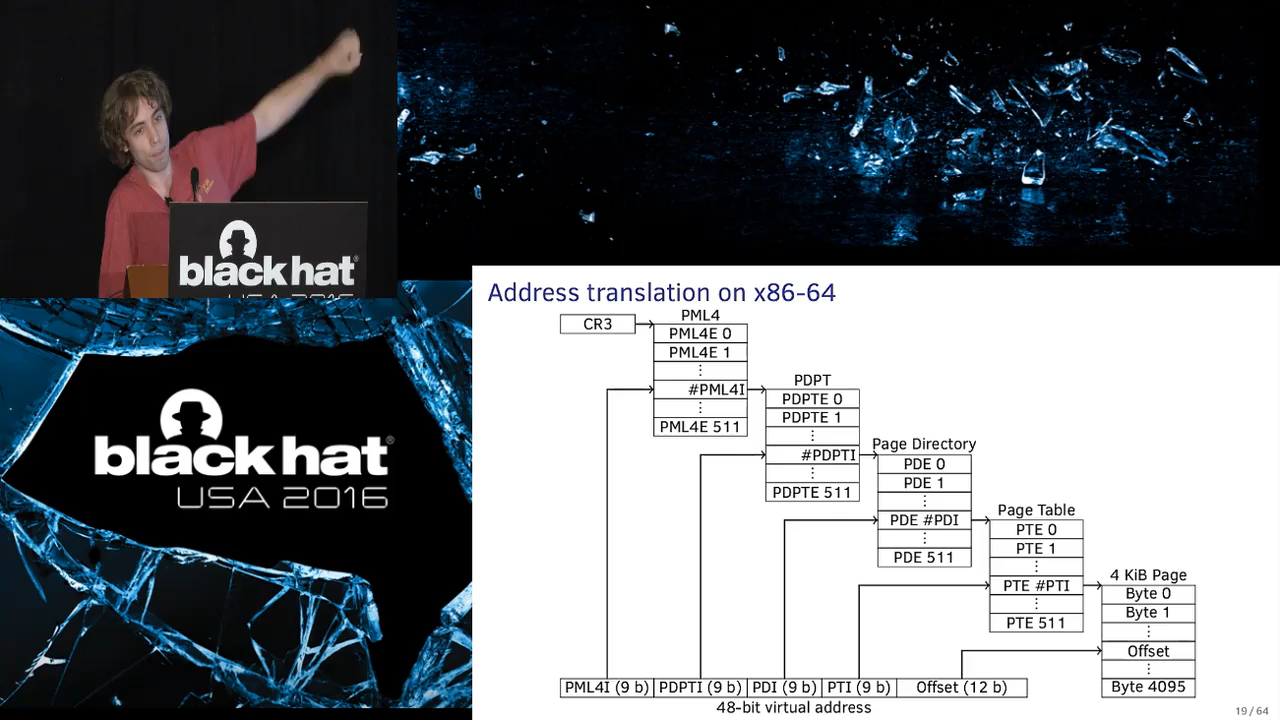 black hat
USA 2016
black hat
USA 2016
Address translation on x86-64
CR3
PML4
PML4E 0
PML4E 1
⋮
#PML4I
⋮
PML4E 511
PDPT
PDPTE 0
PDPTE 1
⋮
#PDPTI
⋮
PDPTE 511
Page Directory
PDE 0
PDE 1
⋮
PDE #PDI
⋮
PDE 511
Page Table
PTE 0
PTE 1
⋮
PTE #PTI
⋮
PTE 511
4 KiB Page
Byte 0
Byte 1
⋮
Offset
⋮
Byte 4095
PML4I (9 b) PDPTI (9 b) PDI (9 b) PTI (9 b) Offset (12 b)
48-bit virtual address
19 / 64